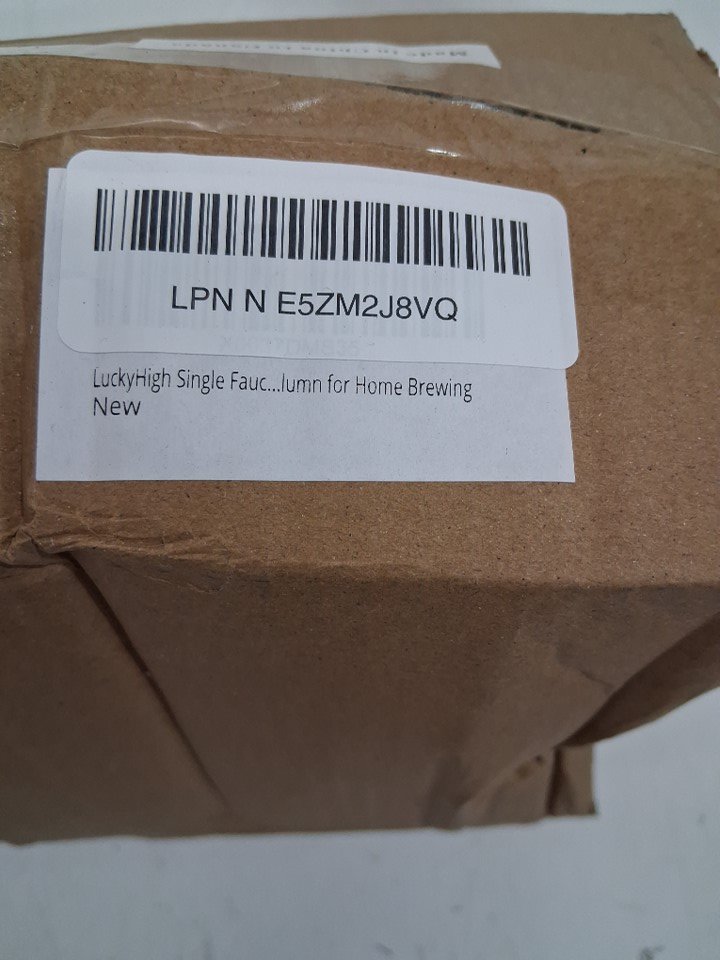 LPN N E5ZM2J8VQ
LuckyHigh Single Fauc...lumn for Home Brewing
New